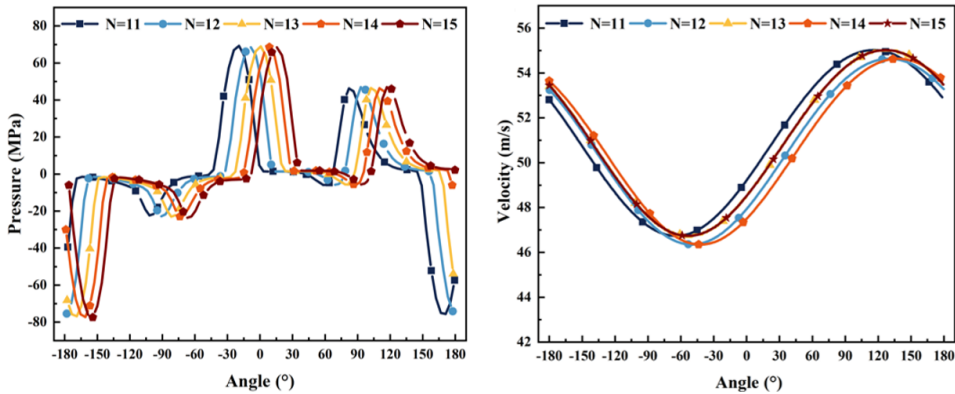 N=11 N=12 N=13 N=14 N=15
80
60
40
20
0
-20
-40
-60
-80
Pressure (MPa)
-180 -150 -120 -90 -60 -30 0 30 60 90 120 150 180
Angle (°)
N=11 N=12 N=13 N=14 N=15
56
54
52
50
48
46
44
42
Velocity (m/s)
-180 -150 -120 -90 -60 -30 0 30 60 90 120 150 180
Angle (°)